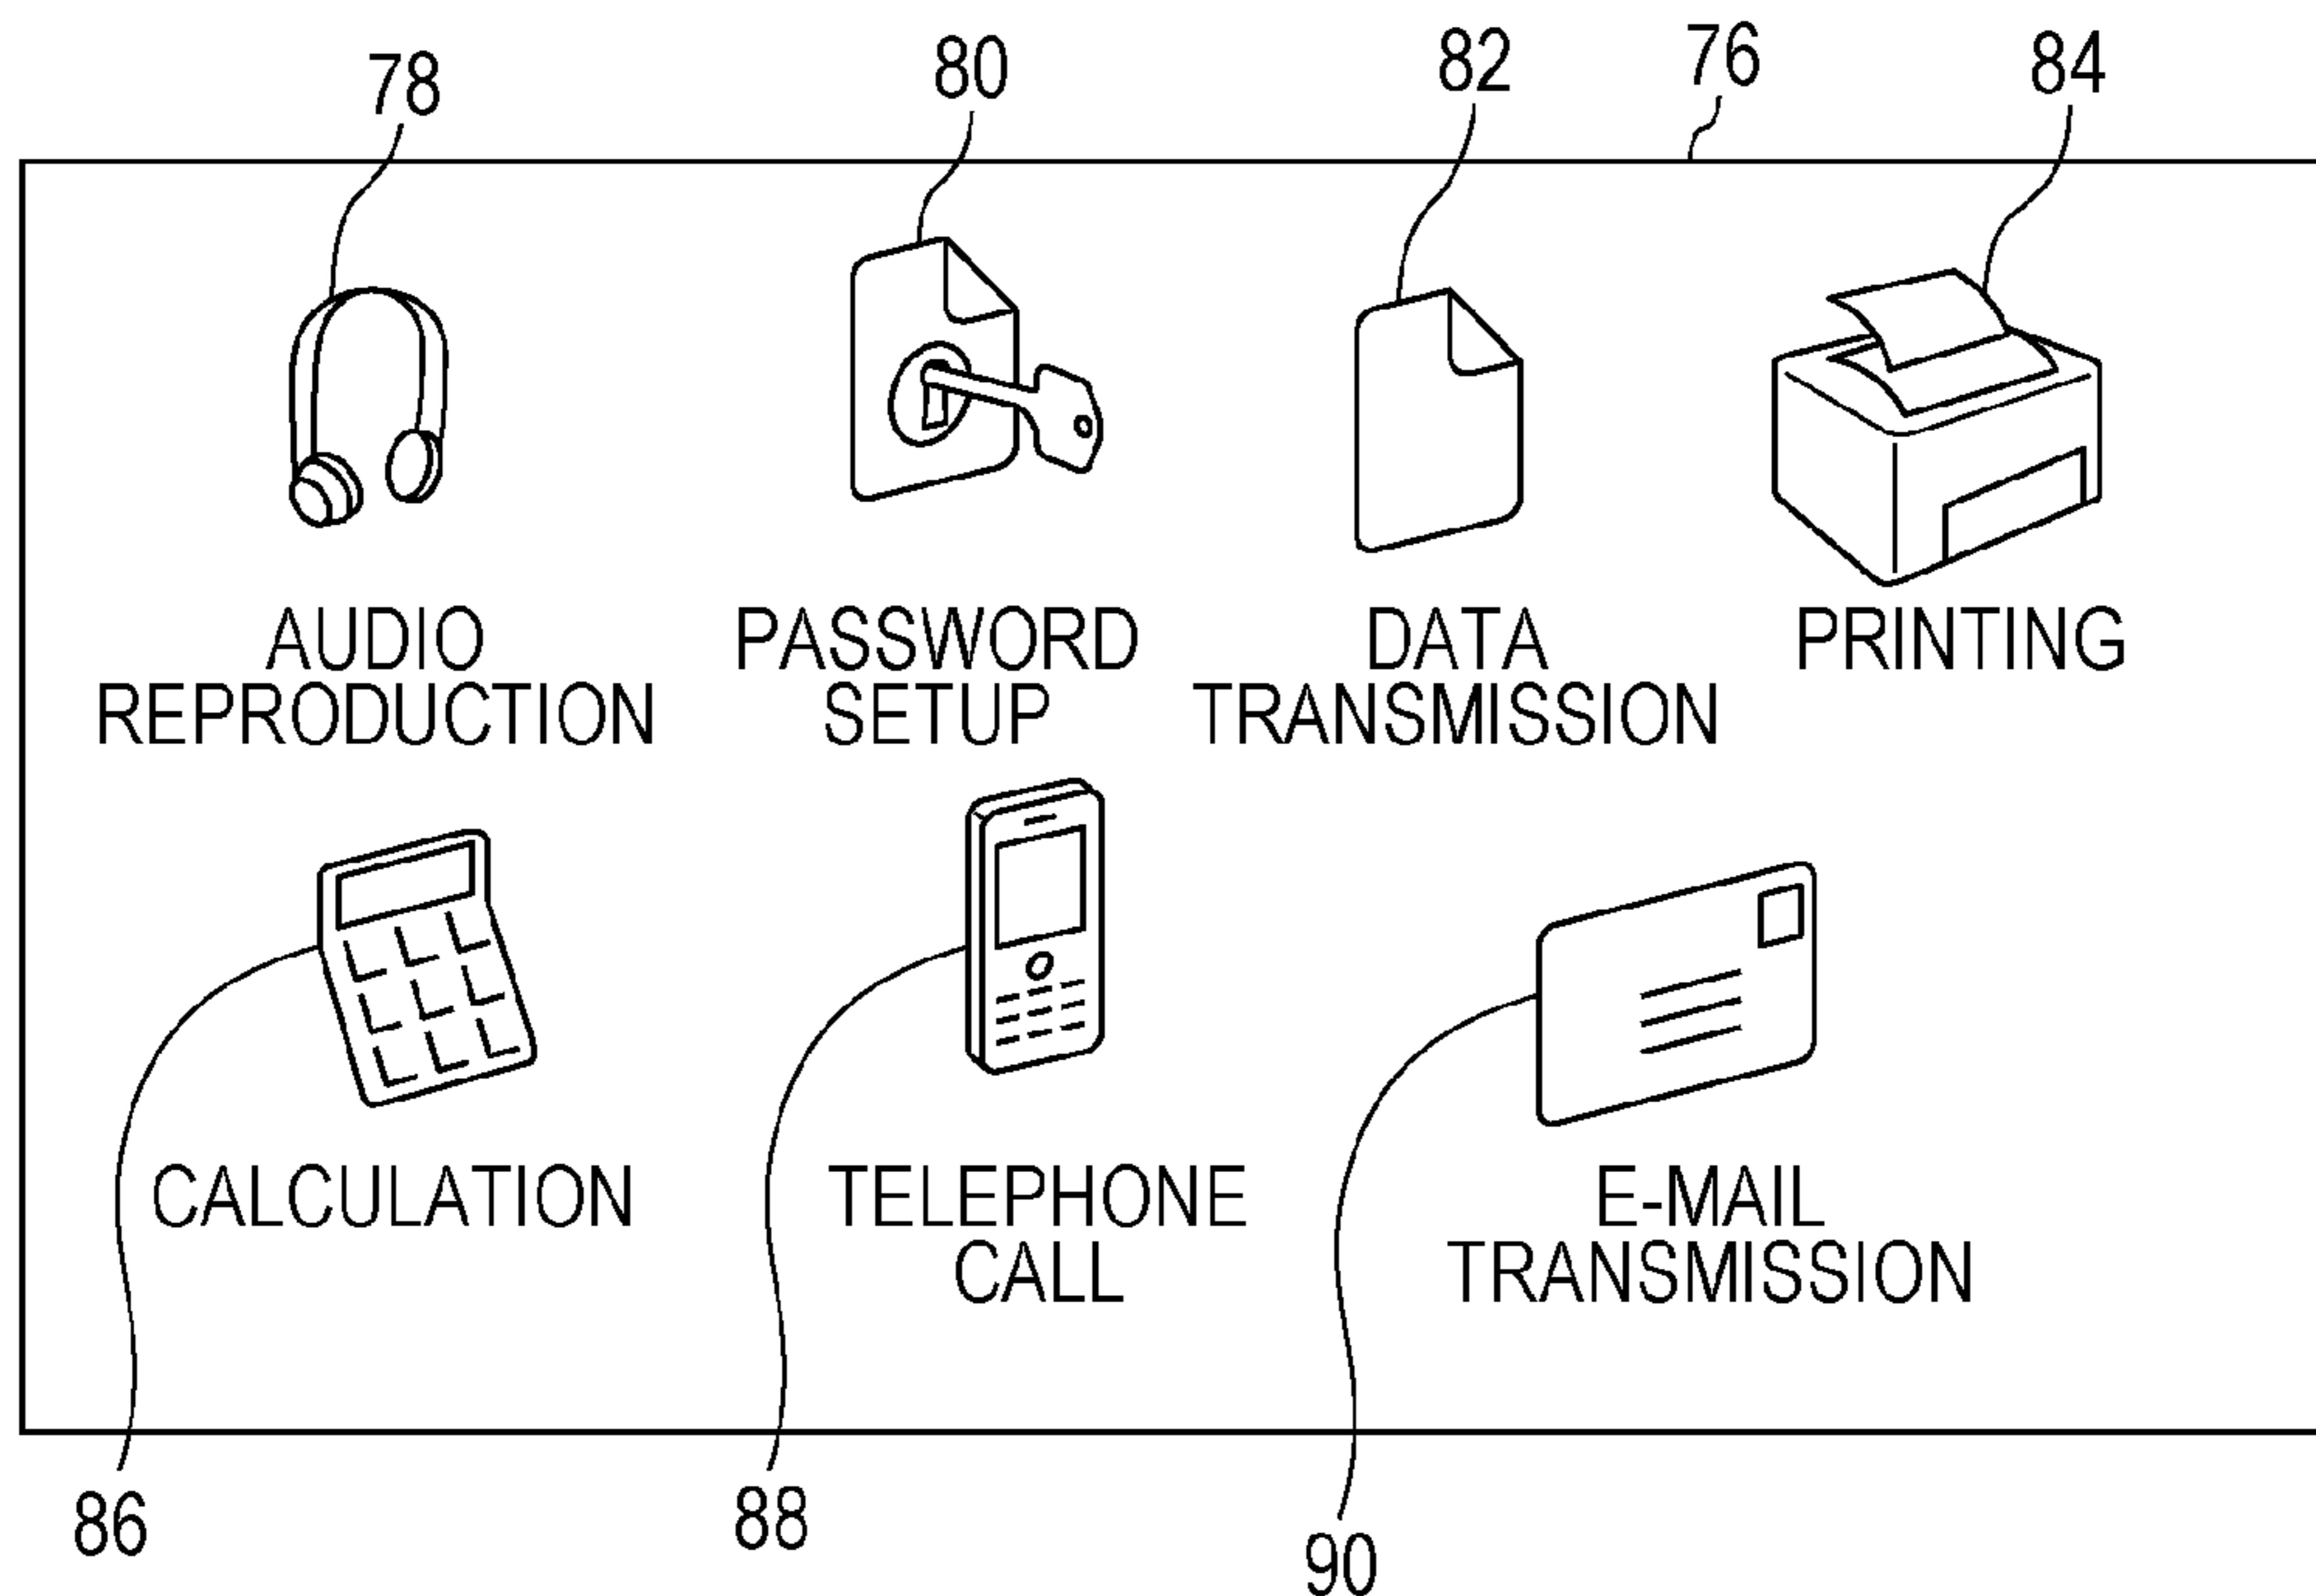 78
80
82
76
84
AUDIO
REPRODUCTION
PASSWORD
SETUP
DATA
TRANSMISSION
PRINTING
CALCULATION
TELEPHONE
CALL
E-MAIL
TRANSMISSION
86
88
90